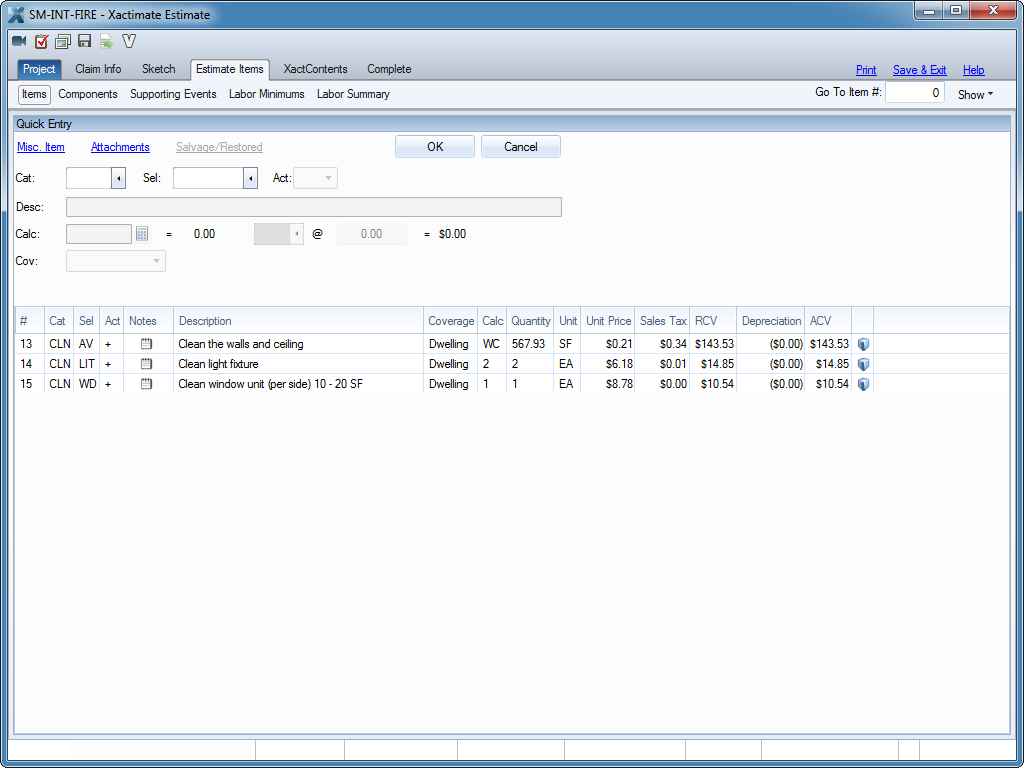 SM-INT-FIRE - Xactimate Estimate
Project Claim Info Sketch Estimate Items XactContents Complete Print Save & Exit Help
Items Components Supporting Events Labor Minimums Labor Summary Go To Item #: 0 Show
Quick Entry
Misc. Item Attachments Salvage/Restored OK Cancel
Cat: Sel: Act:
Desc:
Calc: = 0.00 @ 0.00 = $0.00
Cov:
# Cat Sel Act Notes Description Coverage Calc Quantity Unit Unit Price Sales Tax RCV Depreciation ACV
13 CLN AV + Clean the walls and ceiling Dwelling WC 567.93 SF $0.21 $0.34 $143.53 ($0.00) $143.53
14 CLN LIT + Clean light fixture Dwelling 2 2 EA $6.18 $0.01 $14.85 ($0.00) $14.85
15 CLN WD + Clean window unit (per side) 10 - 20 SF Dwelling 1 1 EA $8.78 $0.00 $10.54 ($0.00) $10.54